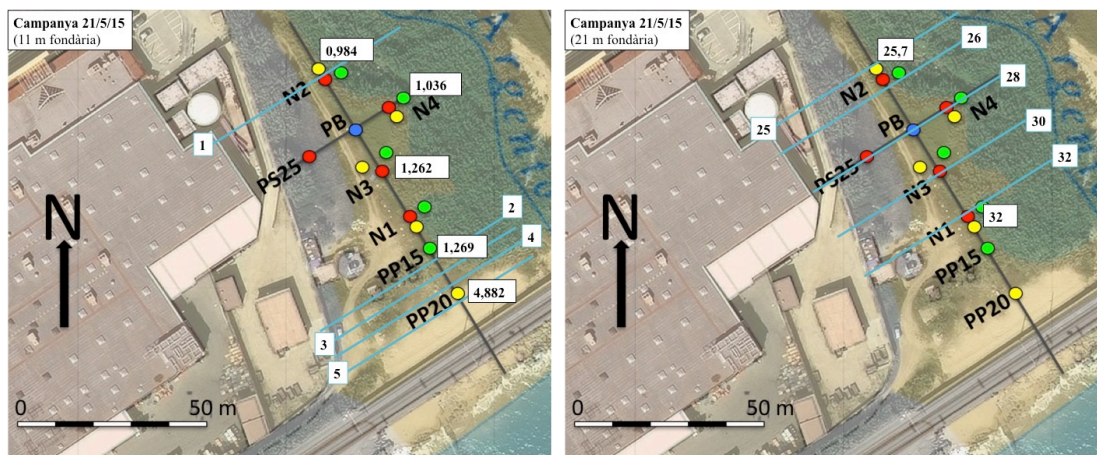 Campanya 21/5/15
(11 m fondària)
0,984
N2
1,036
PB
N4
1
PS25
1,262
N3
N
N1
2
4
1,269
PP15
4,882
PP20
3
5
0
50 m
Campanya 21/5/15
(21 m fondària)
25,7
26
N2
28
PB
N4
25
30
PS25
N3
32
N
N1
32
PP15
PP20
0
50 m